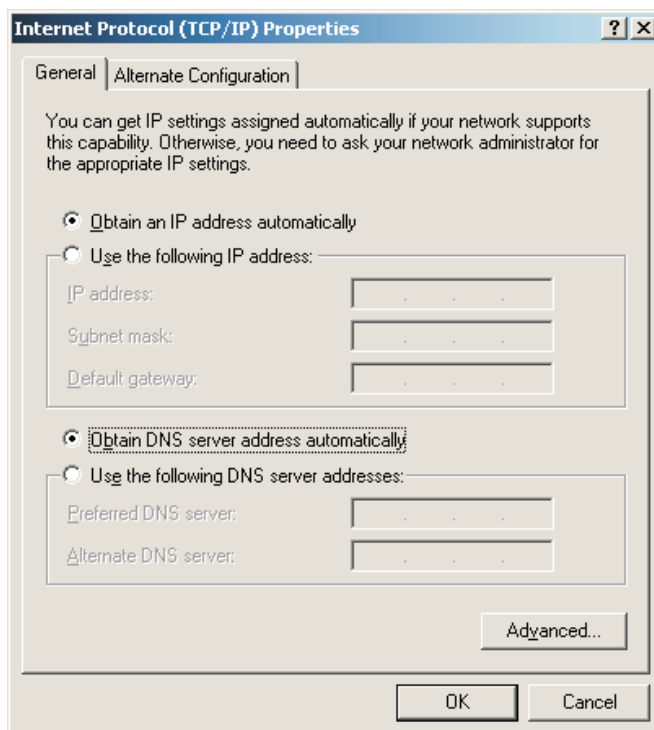 Internet Protocol (TCP/IP) Properties
General
Alternate Configuration
You can get IP settings assigned automatically if your network supports
this capability. Otherwise, you need to ask your network administrator for
the appropriate IP settings.
Obtain an IP address automatically
Use the following IP address:
IP address:
Subnet mask:
Default gateway:
Obtain DNS server address automatically
Use the following DNS server addresses:
Preferred DNS server:
Alternate DNS server:
Advanced...
OK
Cancel